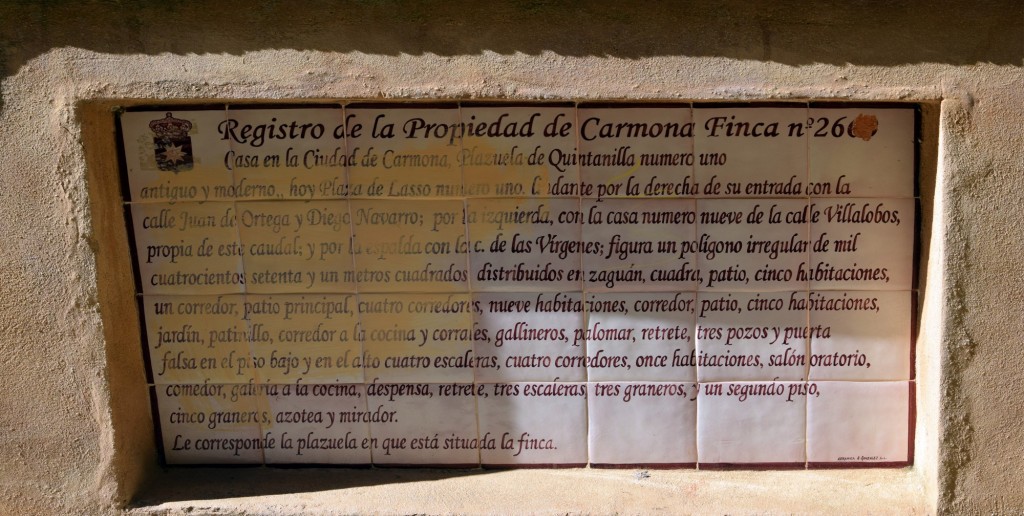 Registro de la Propiedad de Carmona Finca nº
Casa en la Ciudad de Carmona, Plazuela de Quintanilla numero uno
antiguo y moderno., hoy Plaza de Lasso numero uno. Lindante por la derecha de su entrada con la
calle Juan de Ortega y Diego Navarro; por la izquierda, con la casa numero nueve de la calle Villalobos,
propia de este caudal; y por la espalda con la c. de las Vírgenes; figura un polígono irregular de mil
cuatrocientos setenta y un metros cuadrados distribuidos en zaguán, cuadra, patio, cinco habitaciones,
un corredor, patio principal, cuatro corredores, nueve habitaciones, corredor, patio, cinco habitaciones,
jardín, patinillo, corredor a la cocina y corrales, gallineros, palomar, retrete, tres pozos y puerta
falsa en el piso bajo y en el alto cuatro escaleras, cuatro corredores, once habitaciones, salón oratorio,
comedor, galería a la cocina, despensa, retrete, tres escaleras, tres graneros, y un segundo piso,
cinco graneros, azotea y mirador.
Le corresponde la plazuela en que está situada la finca.